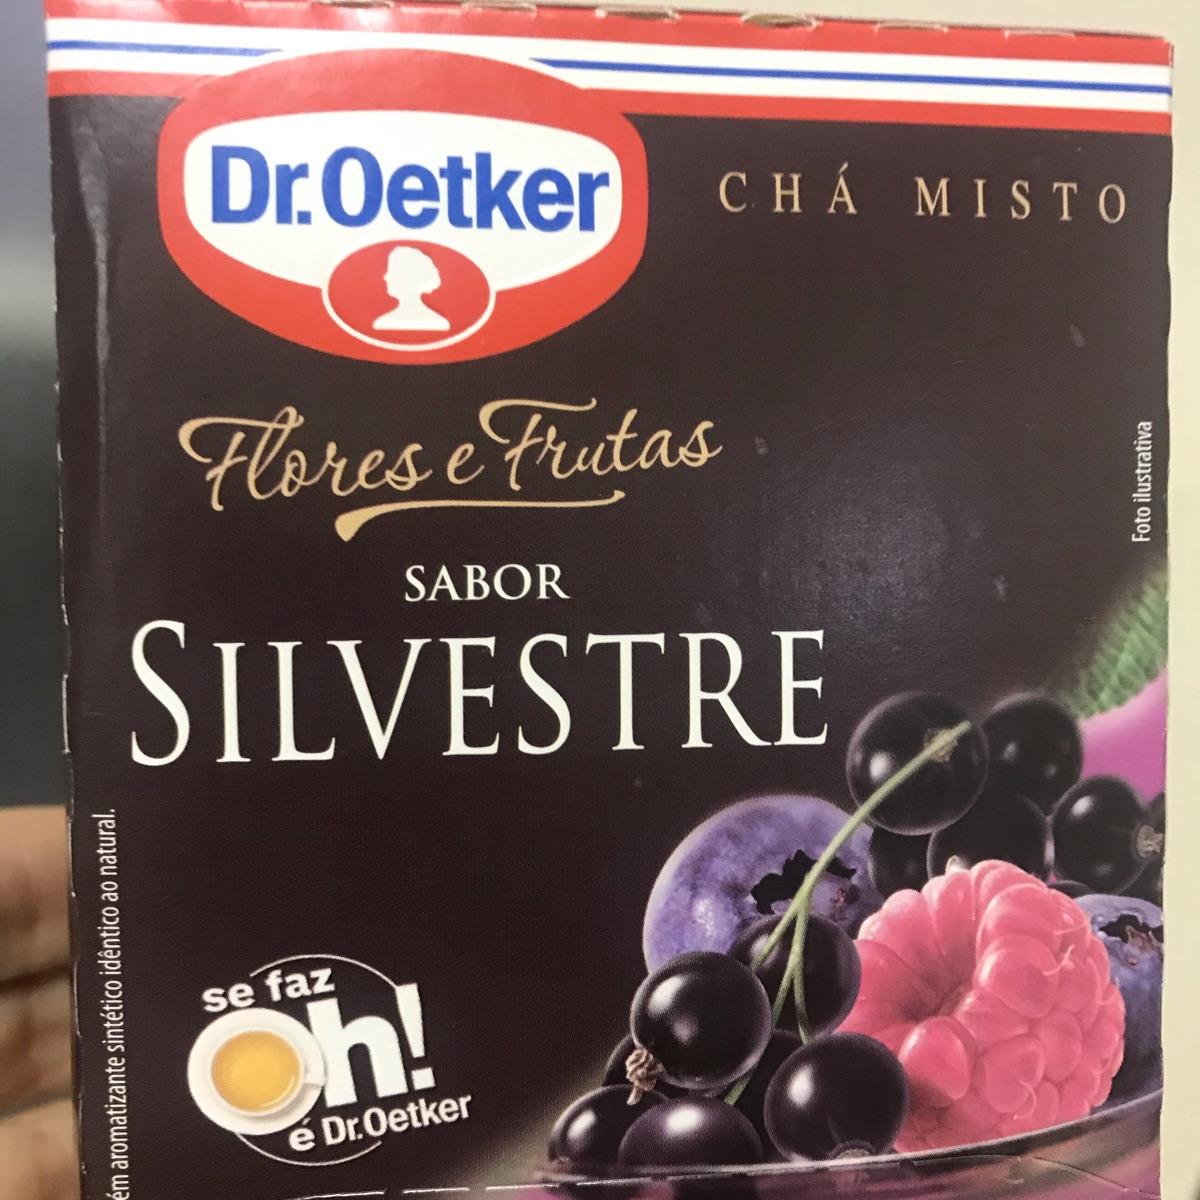 Dr.Oetker
CHÁ MISTO
Flores e Frutas
SABOR
SILVESTRE
Foto ilustrativa
aromatizante sintético idêntico ao natural.
se faz
Oh!
é Dr.Oetker